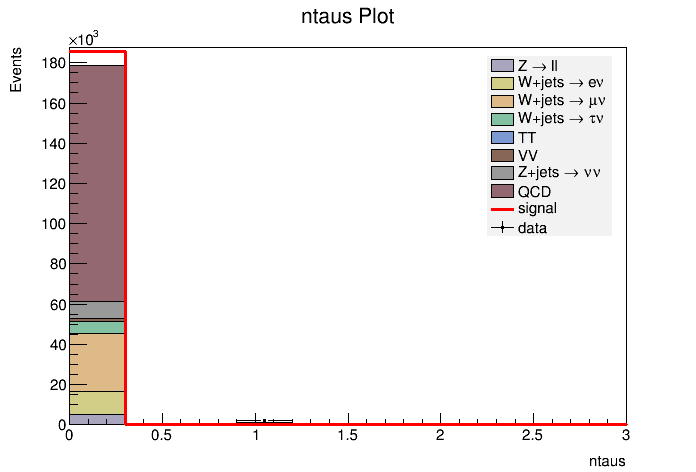 ntaus Plot
×10³
Events
180
160
140
120
100
80
60
40
20
0
0 0.5 1 1.5 2 2.5 3
ntaus
Z → ll
W+jets → eν
W+jets → μν
W+jets → τν
TT
VV
Z+jets → νν
QCD
signal
data